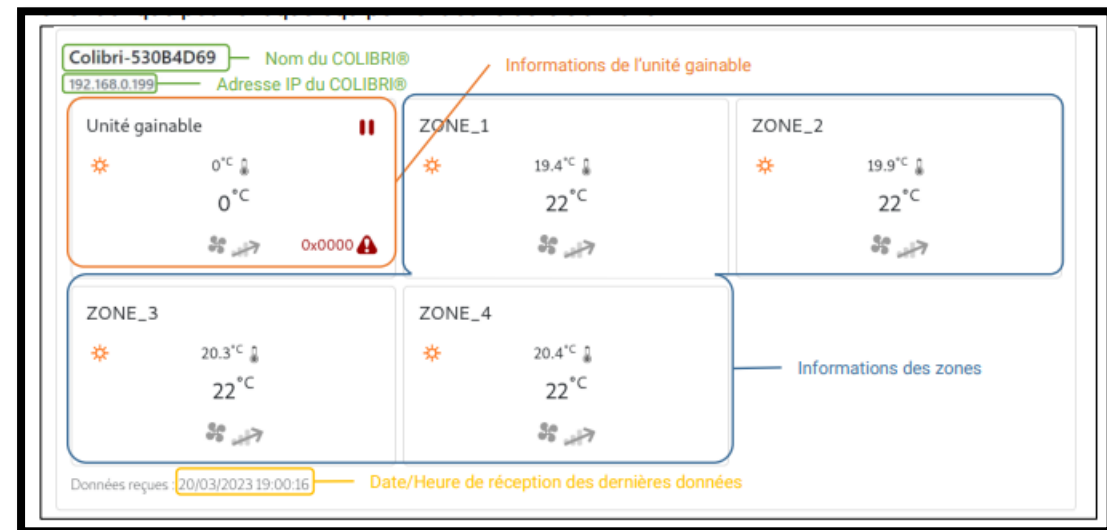 Colibri-530B4D69 Nom du COLIBRI®
192.168.0.199 Adresse IP du COLIBRI®
Informations de l'unité gainable
Unité gainable
0°C
0°C
0x0000
ZONE_1
19.4°C
22°C
ZONE_2
19.9°C
22°C
ZONE_3
20.3°C
22°C
ZONE_4
20.4°C
22°C
Informations des zones
Données reçues : 20/03/2023 19:00:16 Date/Heure de réception des dernières données